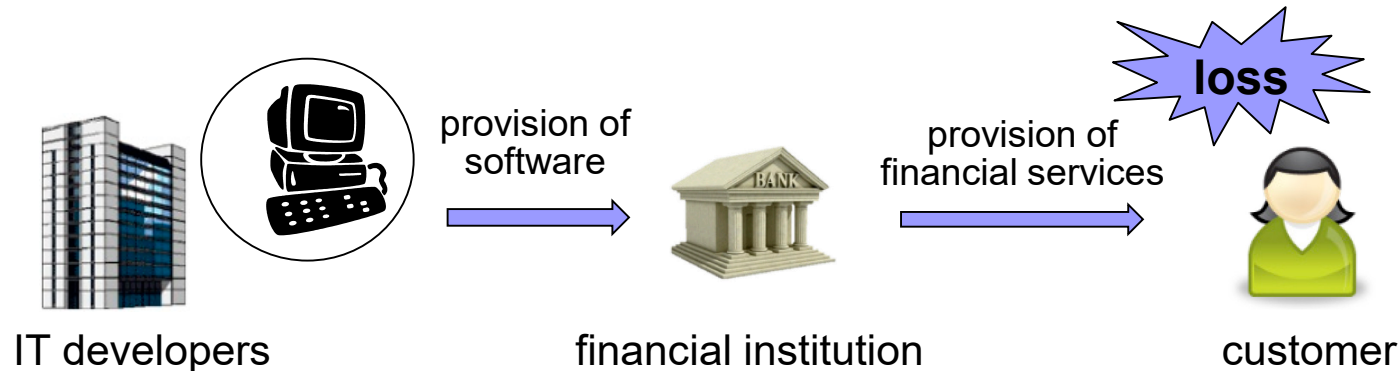 loss
provision of
software
provision of
financial services
BANK
IT developers
financial institution
customer